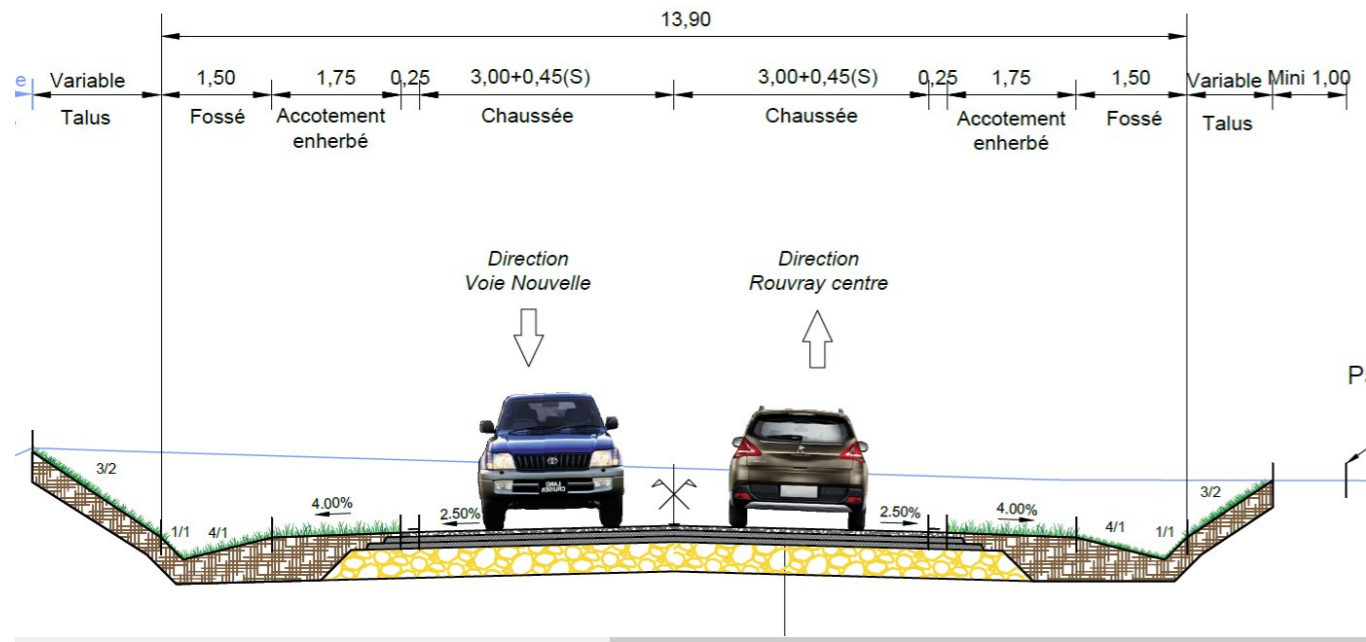 13,90
e Variable 1,50 1,75 0,25 3,00+0,45(S) 3,00+0,45(S) 0,25 1,75 1,50 Variable Mini 1,00
Talus Fossé Accotement Chaussée Chaussée Accotement Fossé Talus
enherbé enherbé
Direction Direction
Voie Nouvelle Rouvray centre
Pa
3/2 3/2
4.00% 2.50% 2.50% 4.00%
1/1 4/1 4/1 1/1
LAND
CRUISER